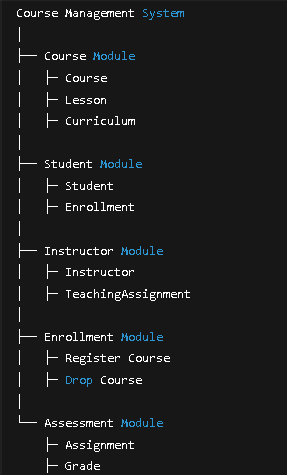 Course Management System
│
├── Course Module
│   ├─ Course
│   ├─ Lesson
│   ├─ Curriculum
│
├── Student Module
│   ├─ Student
│   ├─ Enrollment
│
├── Instructor Module
│   ├─ Instructor
│   ├─ TeachingAssignment
│
├── Enrollment Module
│   ├─ Register Course
│   ├─ Drop Course
│
└── Assessment Module
    ├─ Assignment
    ├─ Grade